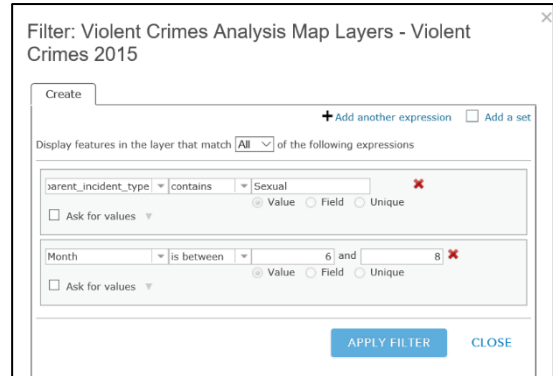 Filter: Violent Crimes Analysis Map Layers - Violent
Crimes 2015
Create
Add another expression Add a set
Display features in the layer that match All of the following expressions
parent_incident_type contains Sexual
Value Field Unique
Ask for values
Month is between 6 and 8
Value Field Unique
Ask for values
APPLY FILTER CLOSE